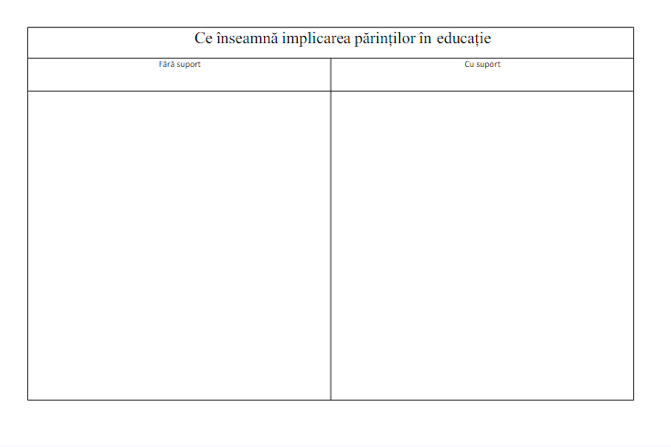 Ce înseamnă implicarea părinților în educație
Fără suport
Cu suport